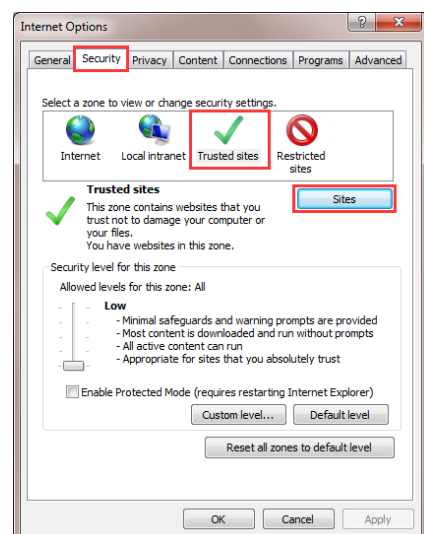 Internet Options
General Security Privacy Content Connections Programs Advanced
Select a zone to view or change security settings.
Internet Local intranet Trusted sites Restricted sites
Trusted sites
Sites
This zone contains websites that you
trust not to damage your computer or
your files.
You have websites in this zone.
Security level for this zone
Allowed levels for this zone: All
Low
- Minimal safeguards and warning prompts are provided
- Most content is downloaded and run without prompts
- All active content can run
- Appropriate for sites that you absolutely trust
Enable Protected Mode (requires restarting Internet Explorer)
Custom level... Default level
Reset all zones to default level
OK Cancel Apply